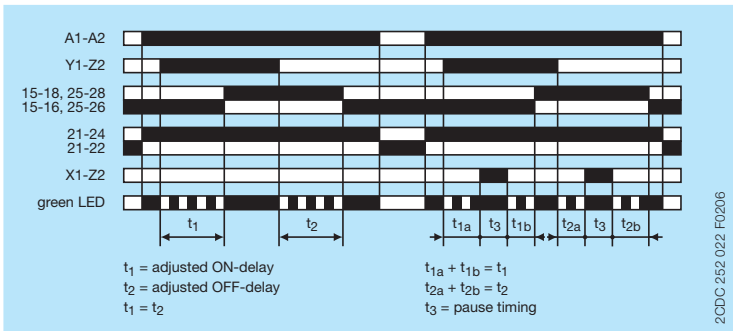 A1-A2
Y1-Z2
15-18, 25-28
15-16, 25-26
21-24
21-22
X1-Z2
green LED
t1 t2 t1a t3 t1b t2a t3 t2b
t1 = adjusted ON-delay
t2 = adjusted OFF-delay
t1 = t2
t1a + t1b = t1
t2a + t2b = t2
t3 = pause timing
2CDC 252 022 F0206